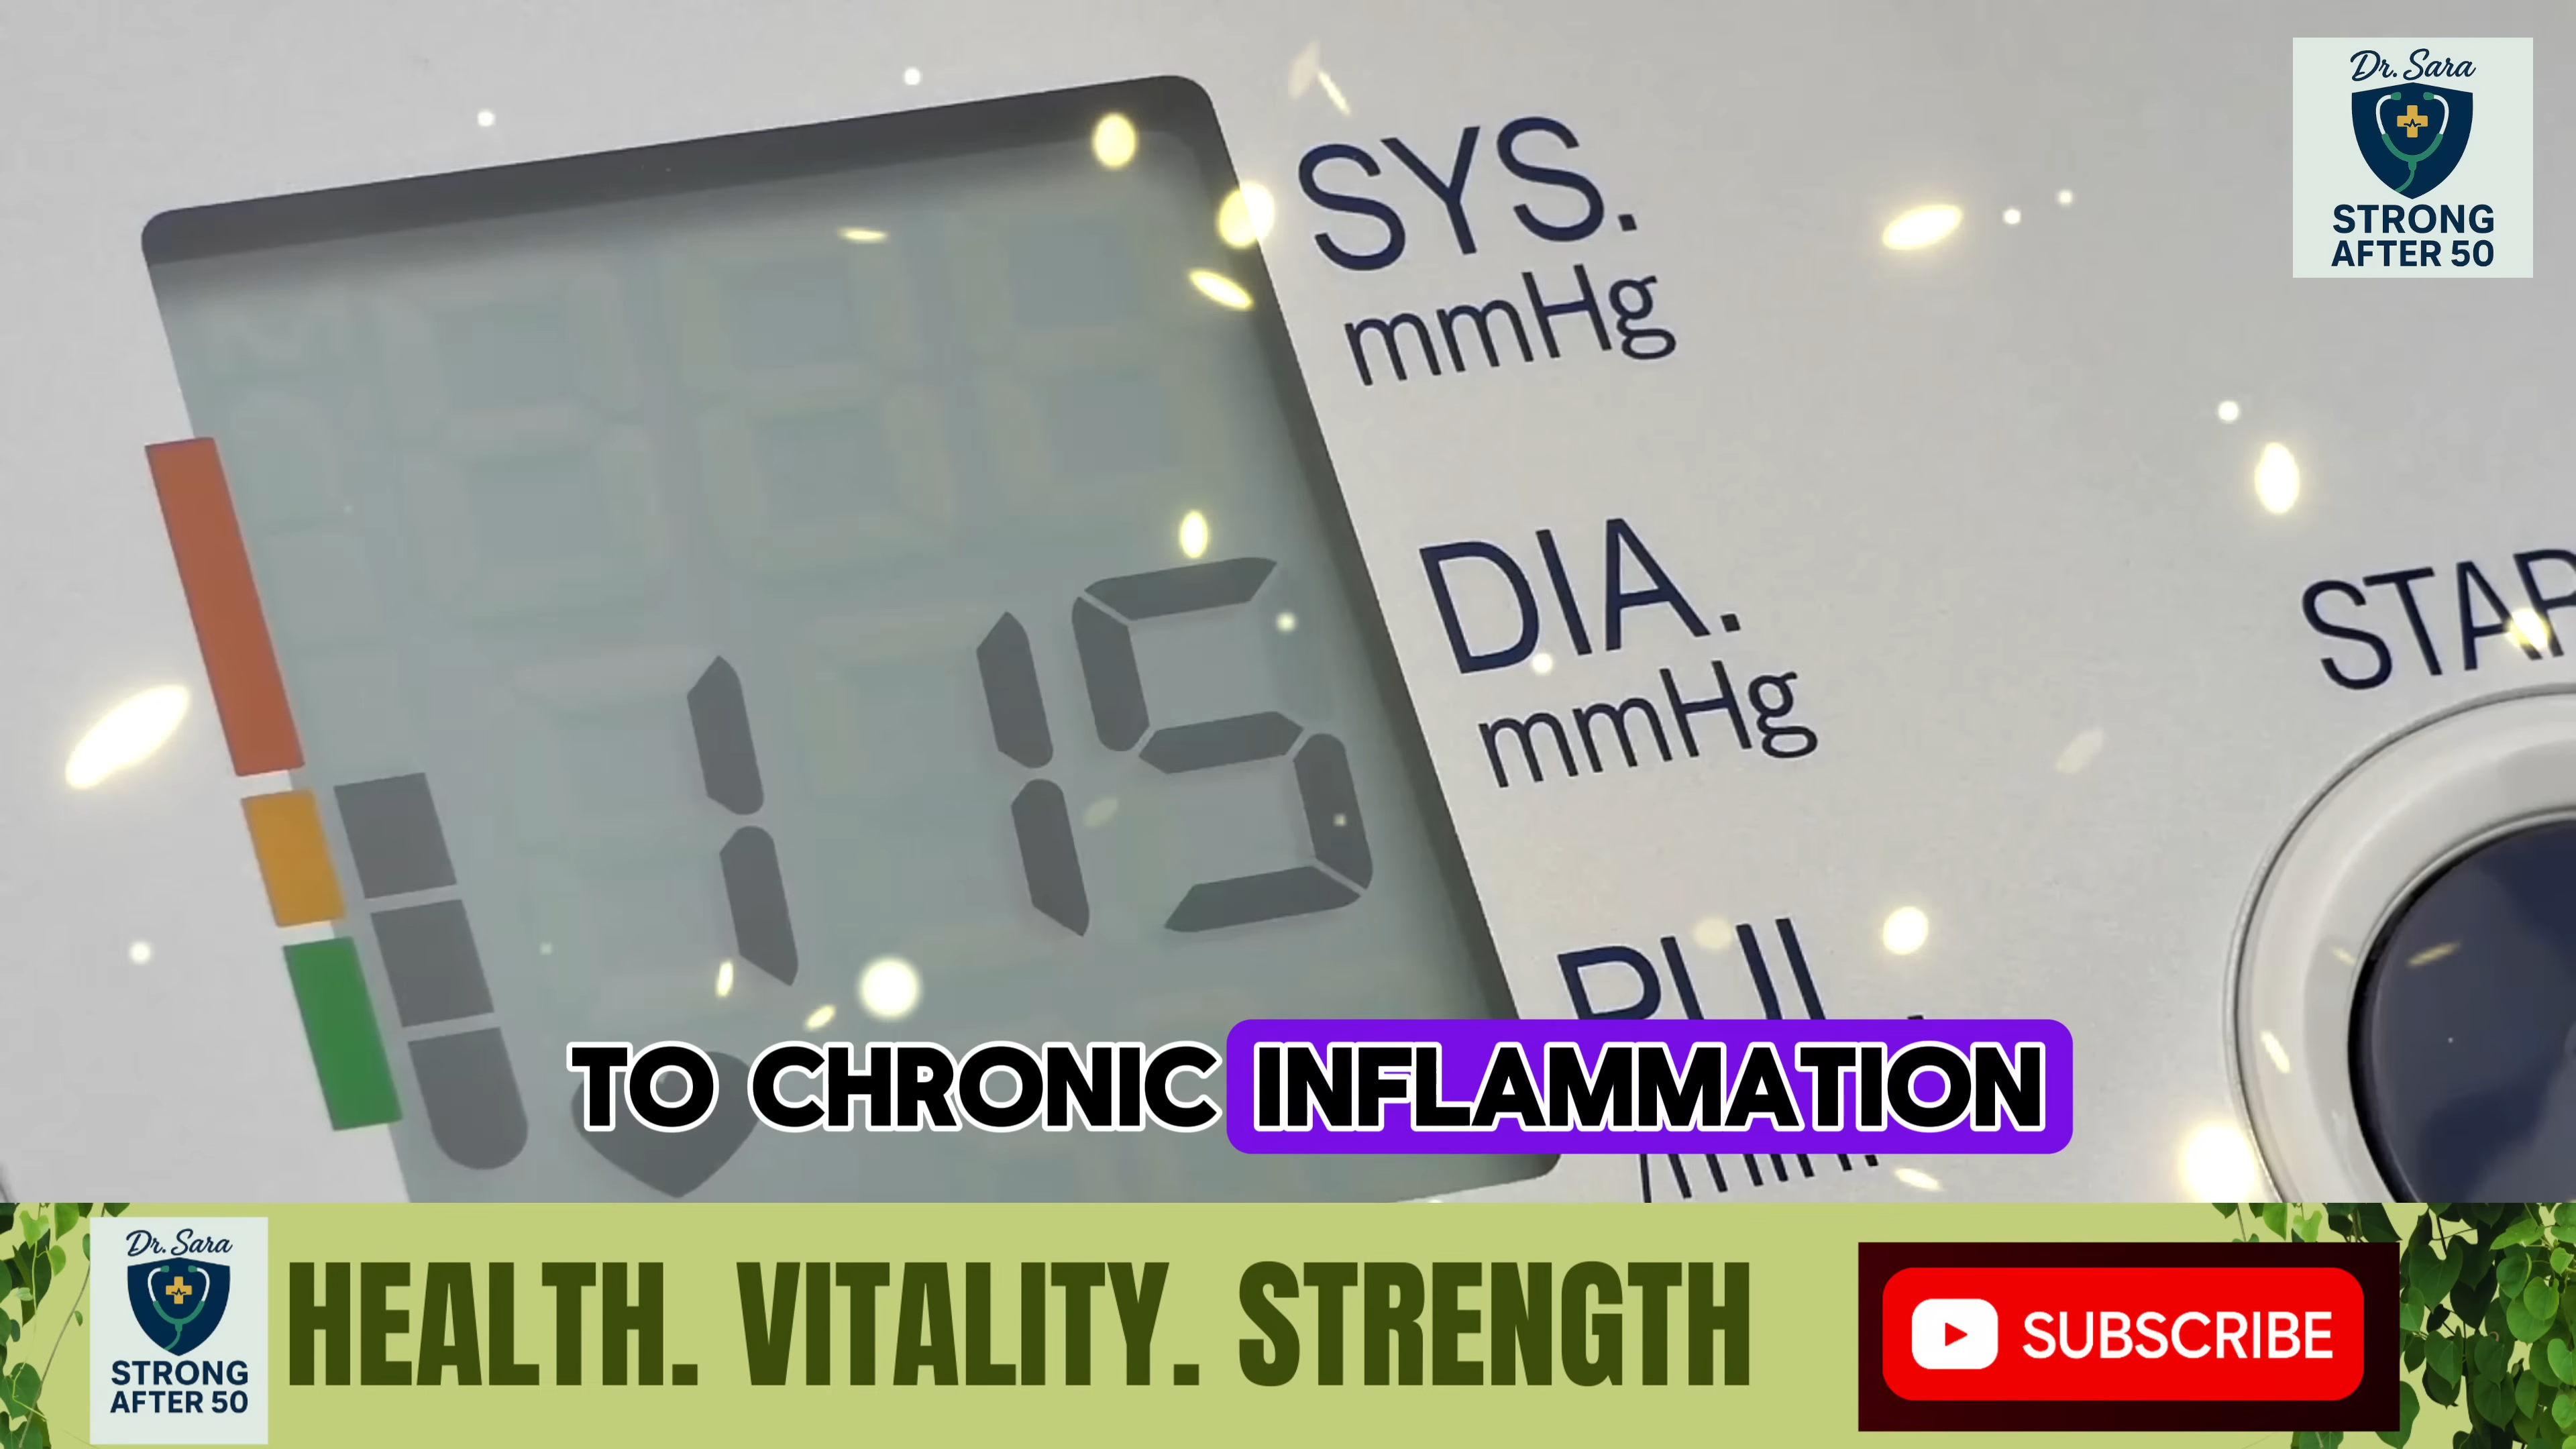 Dr. Sara
STRONG
AFTER 50
SYS.
mmHg
DIA.
mmHg
115
TO CHRONIC INFLAMMATION
Dr. Sara
STRONG
AFTER 50
HEALTH. VITALITY. STRENGTH
SUBSCRIBE